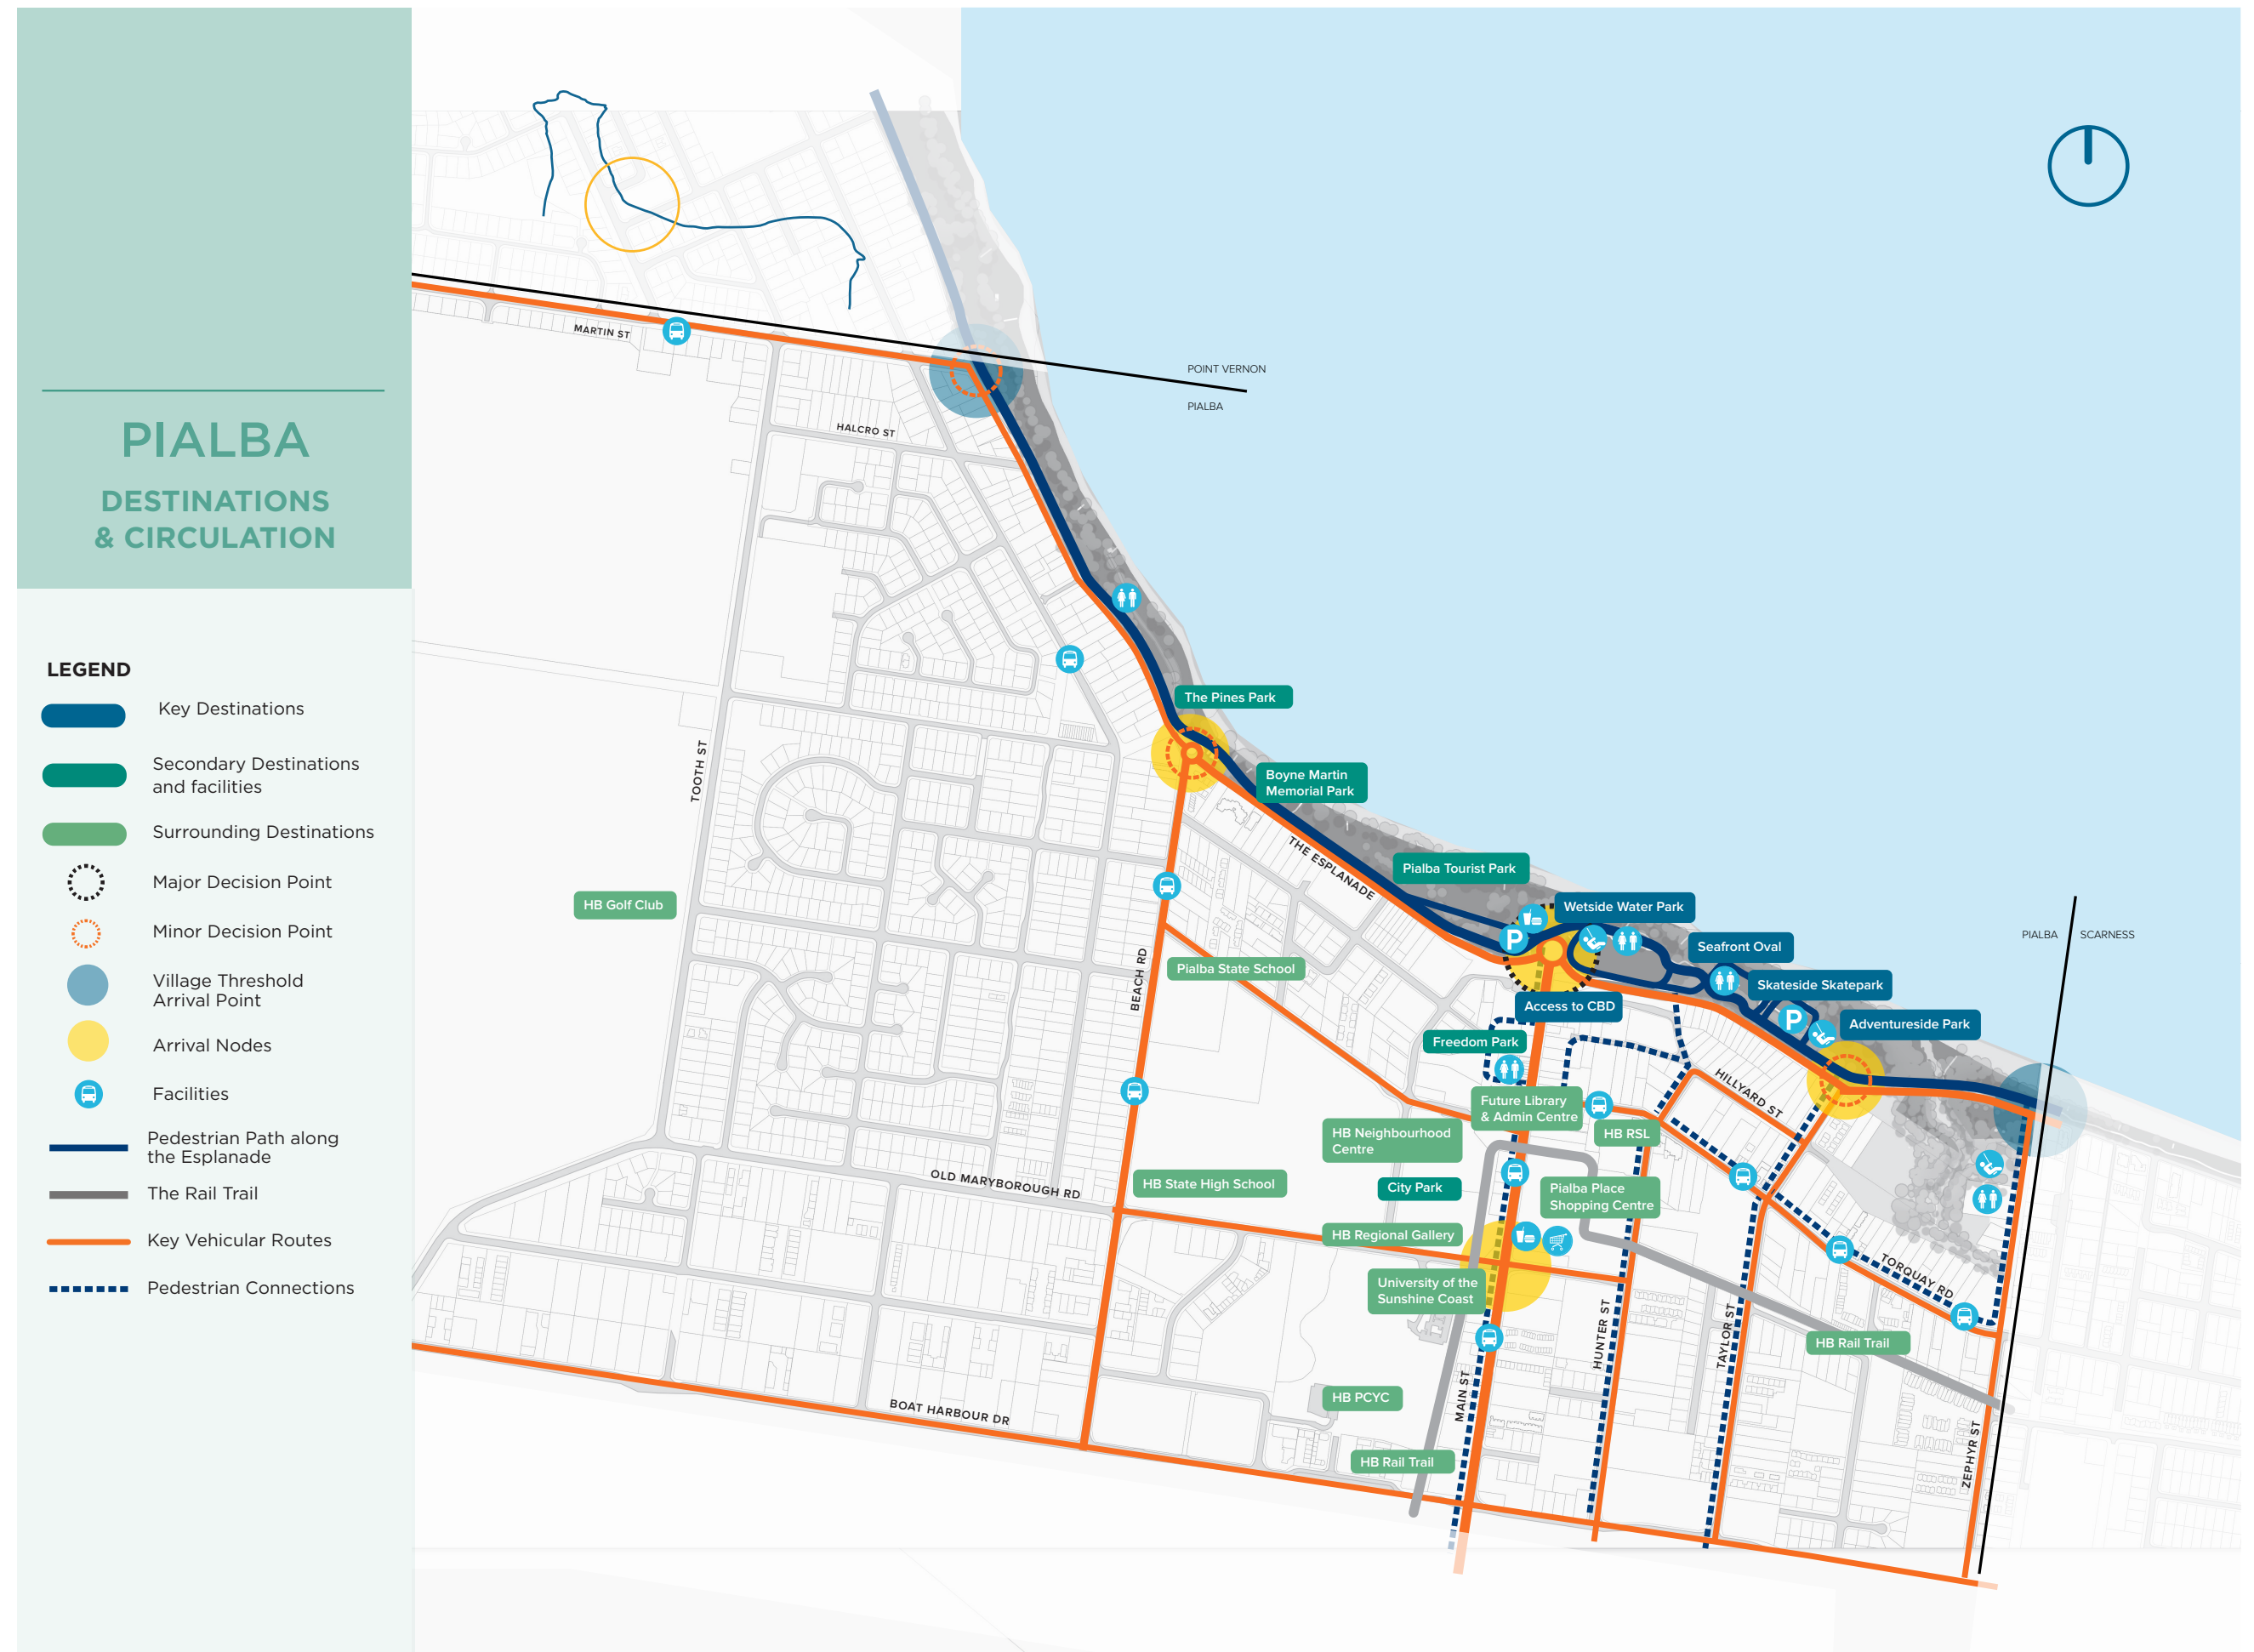 PIALBA
DESTINATIONS
& CIRCULATION
LEGEND
Key Destinations
Secondary Destinations
and facilities
Surrounding Destinations
Major Decision Point
Minor Decision Point
Village Threshold
Arrival Point
Arrival Nodes
Facilities
Pedestrian Path along
the Esplanade
The Rail Trail
Key Vehicular Routes
Pedestrian Connections
MARTIN ST
POINT VERNON
PIALBA
HALCRO ST
The Pines Park
TOOTH ST
Boyne Martin
Memorial Park
THE ESPLANADE
Pialba Tourist Park
HB Golf Club
Wetside Water Park
P
PIALBA
SCARNESS
Seafront Oval
BEACH RD
Pialba State School
Skateside Skatepark
Access to CBD
P
Adventureside Park
Freedom Park
HILLYARD ST
Future Library
& Admin Centre
HB Neighbourhood
Centre
HB RSL
OLD MARYBOROUGH RD
HB State High School
City Park
Pialba Place
Shopping Centre
HB Regional Gallery
University of the
Sunshine Coast
TORQUAY RD
HUNTER ST
TAYLOR ST
HB Rail Trail
MAIN ST
HB PCYC
BOAT HARBOUR DR
HB Rail Trail
ZEPHYR ST